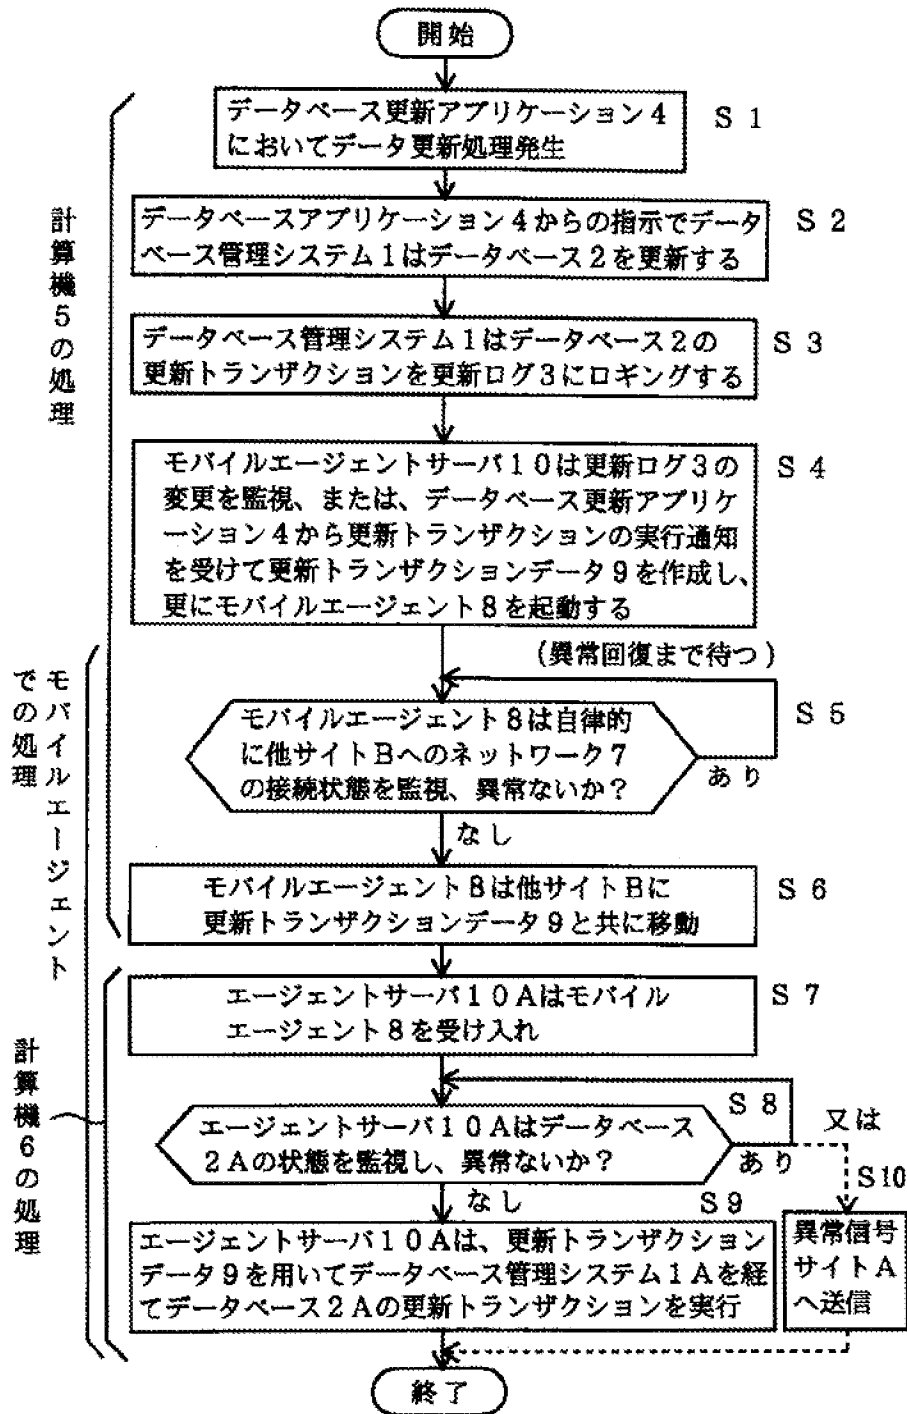 開始
データベース更新アプリケーション4
においてデータ更新処理発生
S 1
データベースアプリケーション4からの指示でデータ
ベース管理システム1はデータベース2を更新する
S 2
データベース管理システム1はデータベース2の
更新トランザクションを更新ログ3にロギングする
S 3
計算機5の処理
モバイルエージェントサーバ10は更新ログ3の
変更を監視、または、データベース更新アプリケ
ーション4から更新トランザクションの実行通知
を受けて更新トランザクションデータ9を作成し、
更にモバイルエージェント8を起動する
S 4
(異常回復まで待つ)
モバイルエージェント
での処理
モバイルエージェント8は自律的
に他サイトBへのネットワーク7
の接続状態を監視、異常ないか?
S 5
あり
なし
モバイルエージェント8は他サイトBに
更新トランザクションデータ9と共に移動
S 6
エージェントサーバ10Aはモバイル
エージェント8を受け入れ
S 7
計算機6の処理
エージェントサーバ10Aはデータベース
2Aの状態を監視し、異常ないか?
S 8
あり
又は
S10
なし
S 9
エージェントサーバ10Aは、更新トランザクション
データ9を用いてデータベース管理システム1Aを経
てデータベース2Aの更新トランザクションを実行
異常信号
サイトA
へ送信
終了